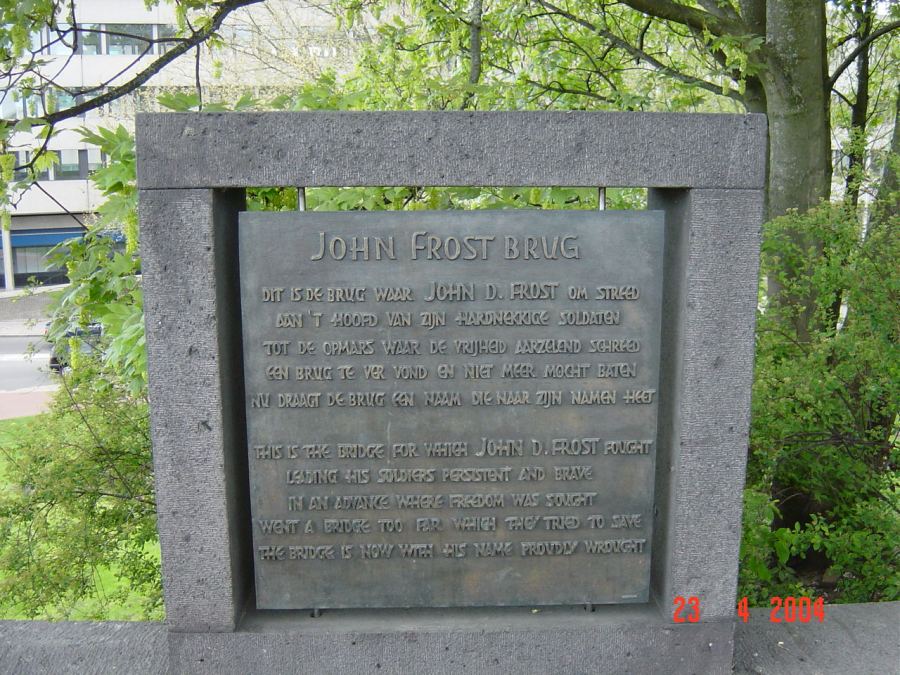 JOHN FROST BRUG
DIT IS DE BRUG WAAR JOHN D. FROST OM STREED
AAN 'T HOOFD VAN ZIJN HARDNEKKIGE SOLDATEN
TOT DE OPMARS WAAR DE VRIJHEID AARZELEND SCHREED
EEN BRUG TE VER VOND EN NIET MEER MOCHT BATEN
NU DRAAGT DE BRUG EEN NAAM DIE NAAR ZIJN NAMEN HEET
THIS IS THE BRIDGE FOR WHICH JOHN D. FROST FOUGHT
LEADING HIS SOLDIERS PERSISTENT AND BRAVE
IN AN ADVANCE WHERE FREEDOM WAS SOUGHT
WENT A BRIDGE TOO FAR WHICH THEY TRIED TO SAVE
THE BRIDGE IS NOW WITH HIS NAME PROUDLY WROUGHT
23 4 2004